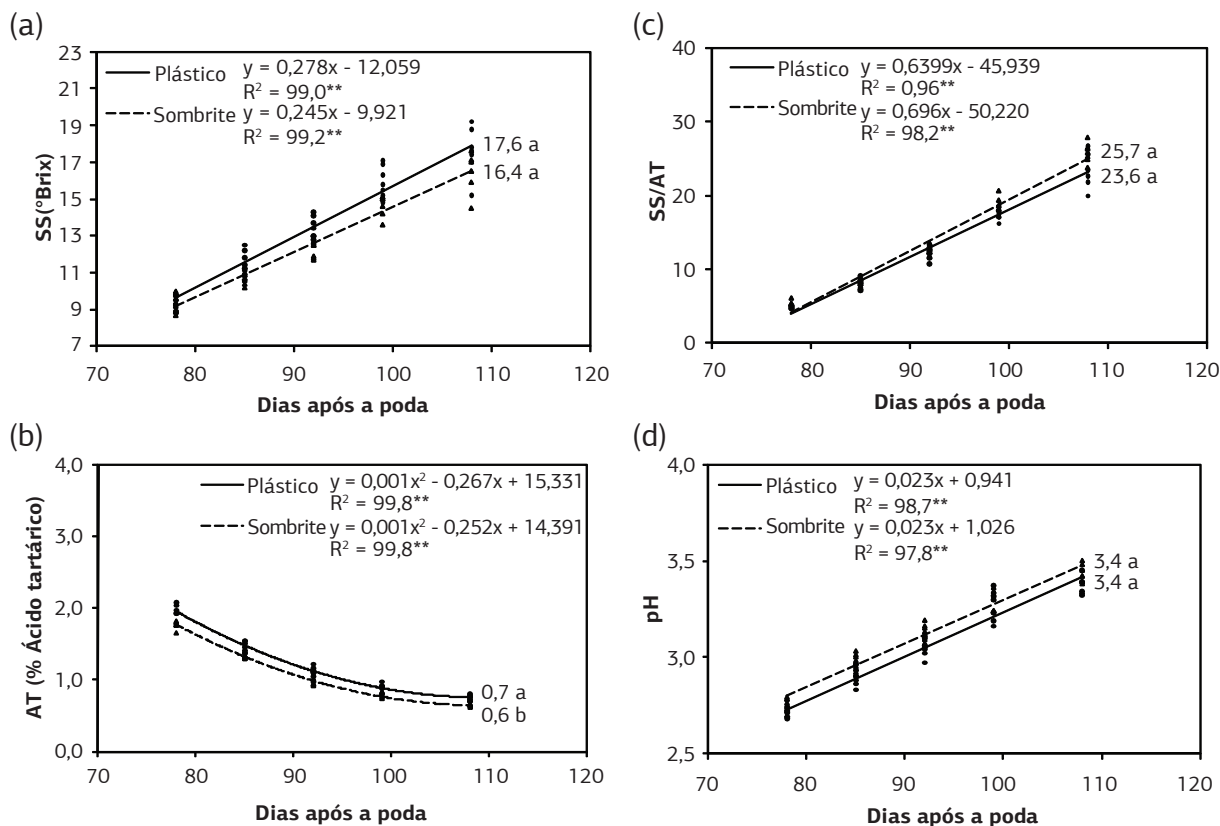 (a)
SS(°Brix)
23
21
19
17
15
13
11
9
7
Plástico y = 0,278x - 12,059
R² = 99,0**
Sombrite y = 0,245x - 9,921
R² = 99,2**
17,6 a
16,4 a
70 80 90 100 110 120
Dias após a poda
(c)
SS/AT
40
30
20
10
0
Plástico y = 0,6399x - 45,939
R² = 0,96**
Sombrite y = 0,696x - 50,220
R² = 98,2**
25,7 a
23,6 a
70 80 90 100 110 120
Dias após a poda
(b)
AT (% Ácido tartárico)
4,0
3,0
2,0
1,0
0,0
Plástico y = 0,001x² - 0,267x + 15,331
R² = 99,8**
Sombrite y = 0,001x² - 0,252x + 14,391
R² = 99,8**
0,7 a
0,6 b
70 80 90 100 110 120
Dias após a poda
(d)
pH
4,0
3,5
3,0
2,5
Plástico y = 0,023x + 0,941
R² = 98,7**
Sombrite y = 0,023x + 1,026
R² = 97,8**
3,4 a
3,4 a
70 80 90 100 110 120
Dias após a poda